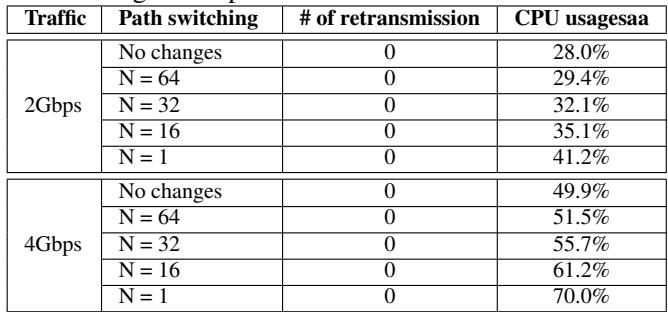 Traffic Path switching # of retransmission CPU usagesaa
No changes 0 28.0%
N = 64 0 29.4%
2Gbps N = 32 0 32.1%
N = 16 0 35.1%
N = 1 0 41.2%
No changes 0 49.9%
N = 64 0 51.5%
4Gbps N = 32 0 55.7%
N = 16 0 61.2%
N = 1 0 70.0%